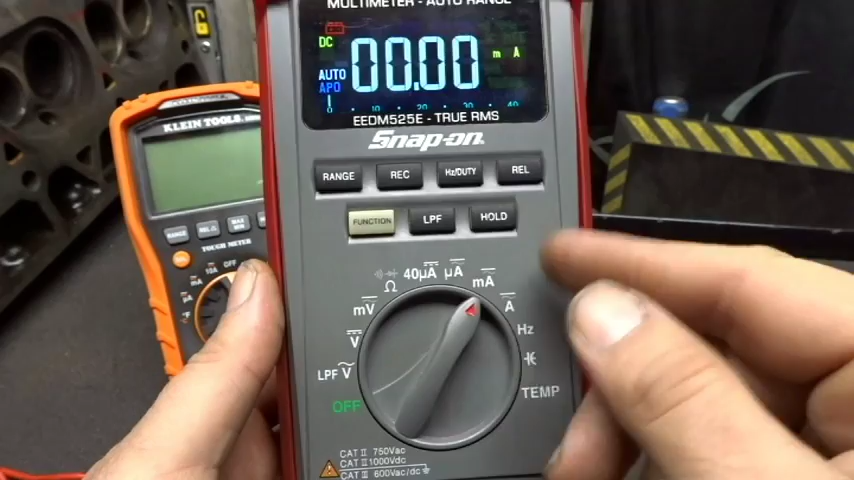 MULTIMETER - AUTO RANGE
DC
AUTO
APO
00.00
m A
0 10 20 30 40
EEDM525E - TRUE RMS
Snap-on
RANGE
REC
Hz/DUTY
REL
FUNCTION
LPF
HOLD
40µA
µA
mA
A
Hz
TEMP
Ω
mV
V
LPF V
OFF
CAT II 750Vac
CAT II 1000Vdc
CAT III 600Vac/dc
KLEIN TOOLS
RANGE
REL △
MAX
MIN
TOUGH METER
OFF
10A
mA
µA
°F